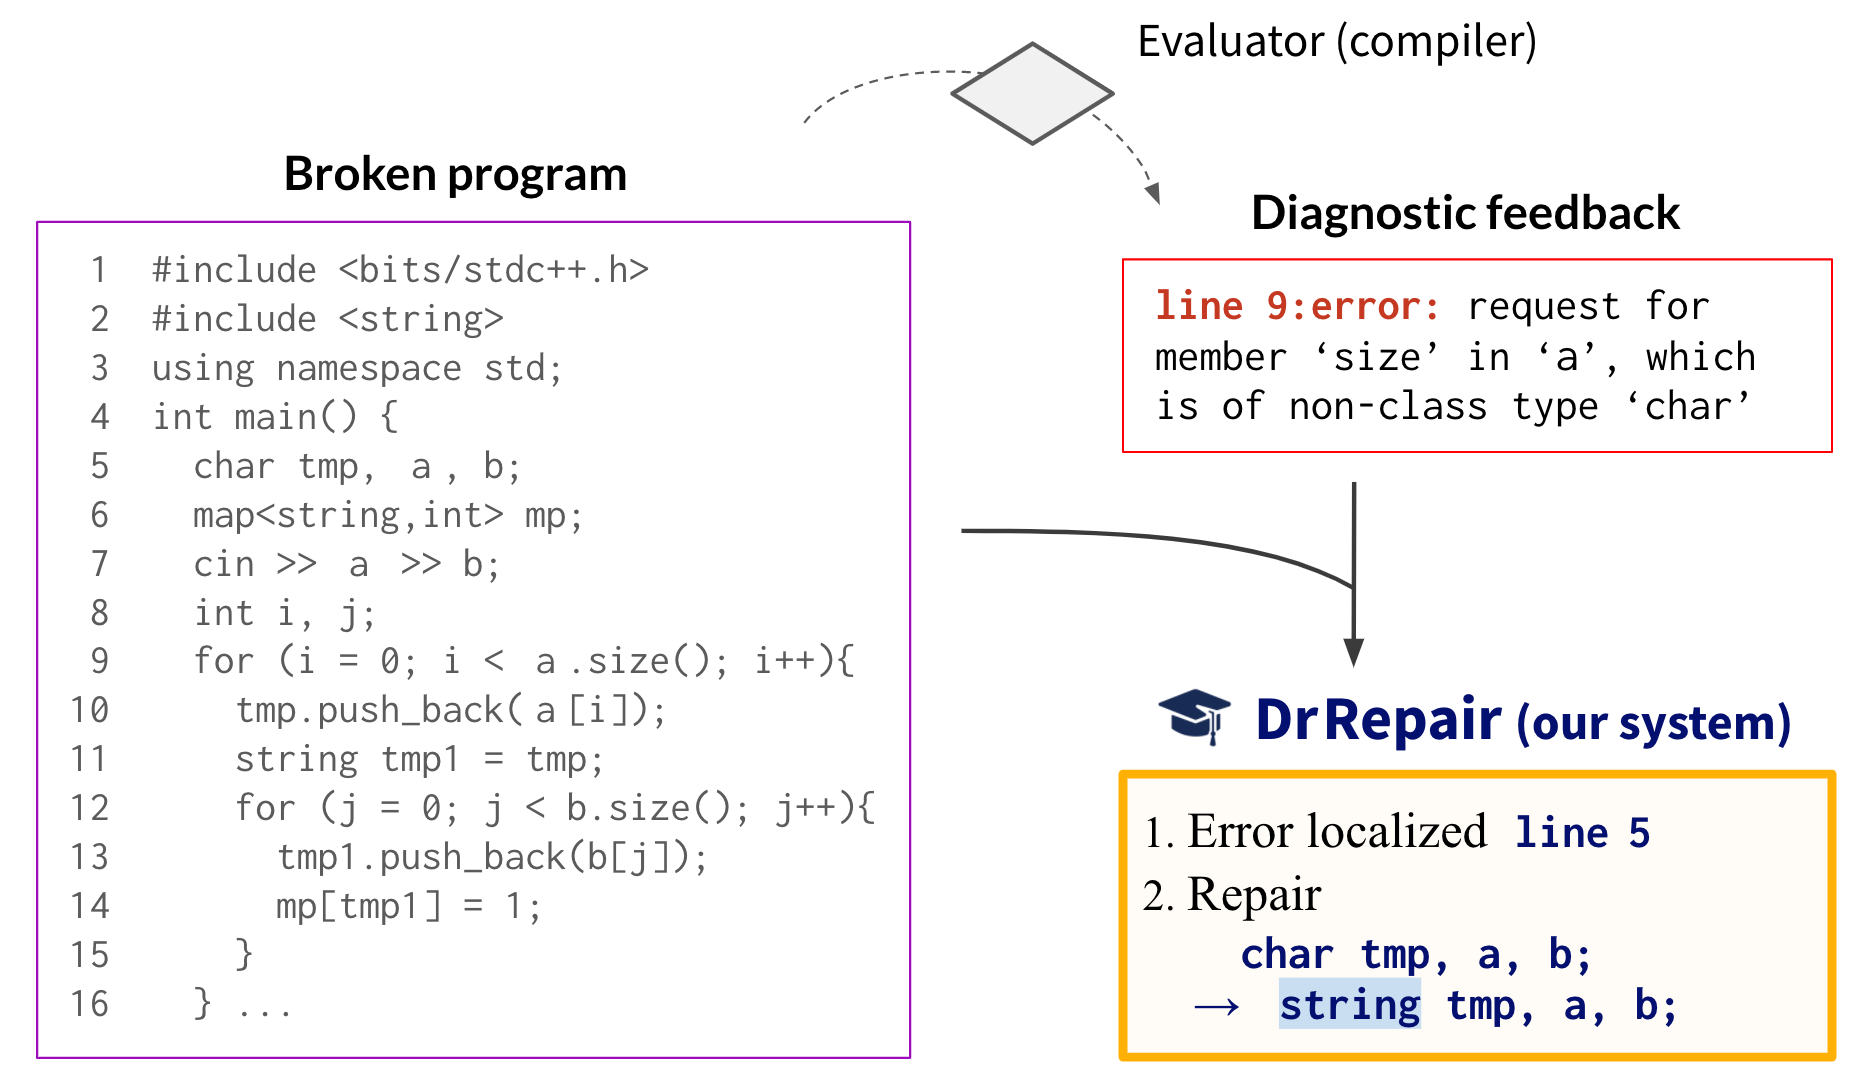 Evaluator (compiler)
Broken program
1 #include <bits/stdc++.h>
2 #include <string>
3 using namespace std;
4 int main() {
5 char tmp, a , b;
6 map<string,int> mp;
7 cin >> a >> b;
8 int i, j;
9 for (i = 0; i < a .size(); i++){
10 tmp.push_back( a [i]);
11 string tmp1 = tmp;
12 for (j = 0; j < b.size(); j++){
13 tmp1.push_back(b[j]);
14 mp[tmp1] = 1;
15 }
16 } ...
Diagnostic feedback
line 9:error: request for
member ‘size’ in ‘a’, which
is of non-class type ‘char’
DrRepair (our system)
1. Error localized line 5
2. Repair
char tmp, a, b;
→ string tmp, a, b;